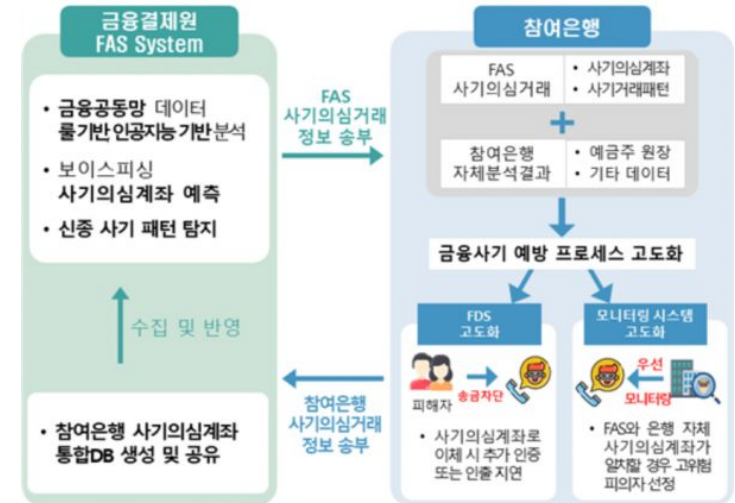 금융결제원
FAS System
• 금융공동망 데이터
룰 기반 인공지능 기반 분석
• 보이스피싱
사기의심계좌 예측
• 신종 사기 패턴 탐지
수집 및 반영
• 참여은행 사기의심계좌
통합DB 생성 및 공유
FAS
사기의심거래
정보 송부
참여은행
사기의심거래
정보 송부
참여은행
FAS
사기의심거래
• 사기의심계좌
• 사기거래패턴
+
참여은행
자체분석결과
• 예금주 원장
• 기타 데이터
금융사기 예방 프로세스 고도화
FDS
고도화
피해자
송금차단
• 사기의심계좌로
이체 시 추가 인증
또는 인출 지연
모니터링 시스템
고도화
우선
모니터링
• FAS와 은행 자체
사기의심계좌가
일치할 경우 고위험
피의자 선정